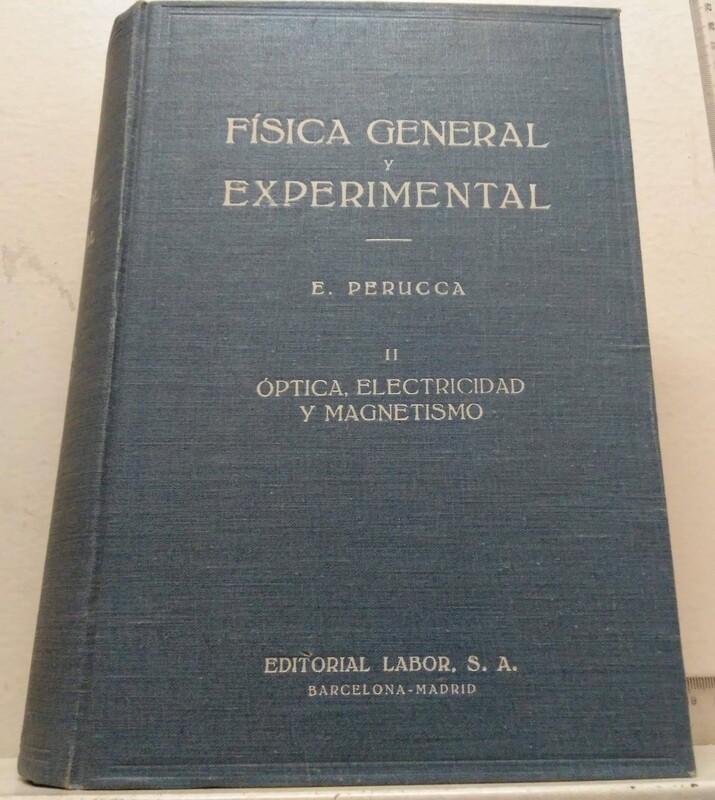 FÍSICA GENERAL
Y
EXPERIMENTAL
E. PERUCCA
II
ÓPTICA, ELECTRICIDAD
Y MAGNETISMO
EDITORIAL LABOR, S. A.
BARCELONA-MADRID